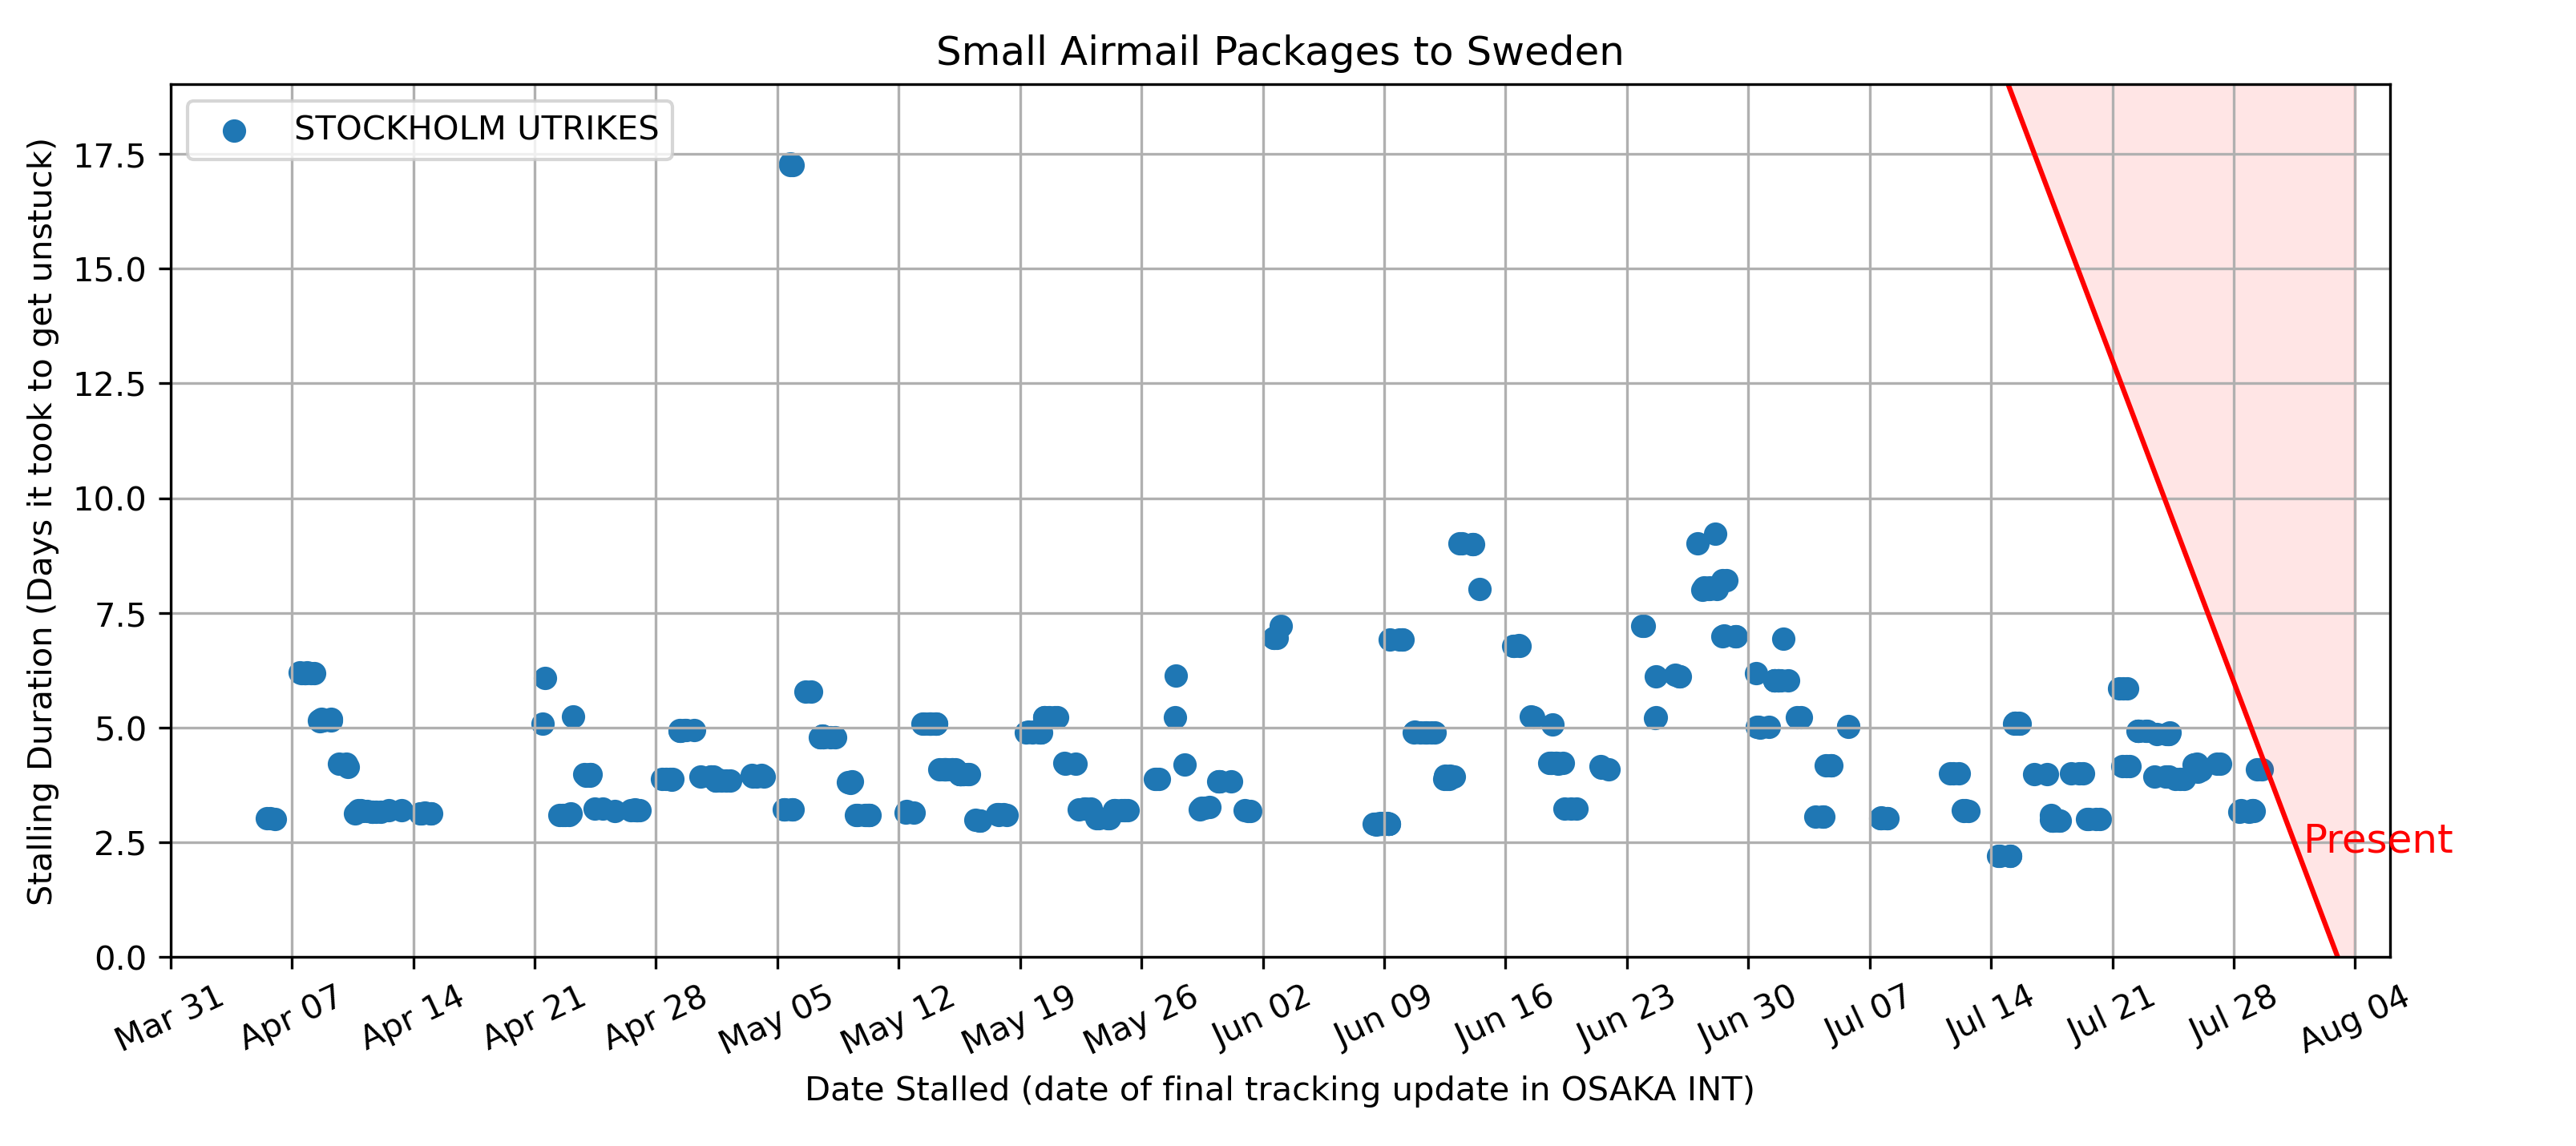 Small Airmail Packages to Sweden
STOCKHOLM UTRIKES
Stalling Duration (Days it took to get unstuck)
17.5
15.0
12.5
10.0
7.5
5.0
2.5
0.0
Present
Mar 31
Apr 07
Apr 14
Apr 21
Apr 28
May 05
May 12
May 19
May 26
Jun 02
Jun 09
Jun 16
Jun 23
Jun 30
Jul 07
Jul 14
Jul 21
Jul 28
Aug 04
Date Stalled (date of final tracking update in OSAKA INT)